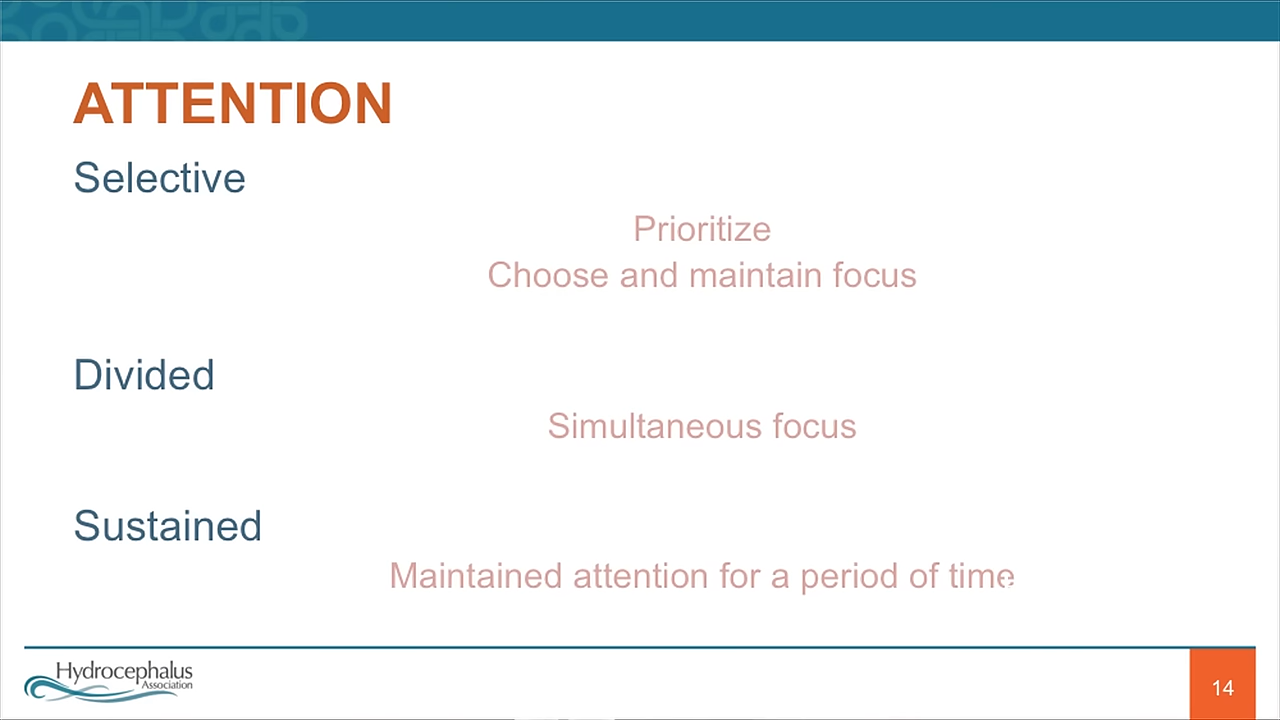 ATTENTION
Selective
Prioritize
Choose and maintain focus
Divided
Simultaneous focus
Sustained
Maintained attention for a period of time
Hydrocephalus
Association
14